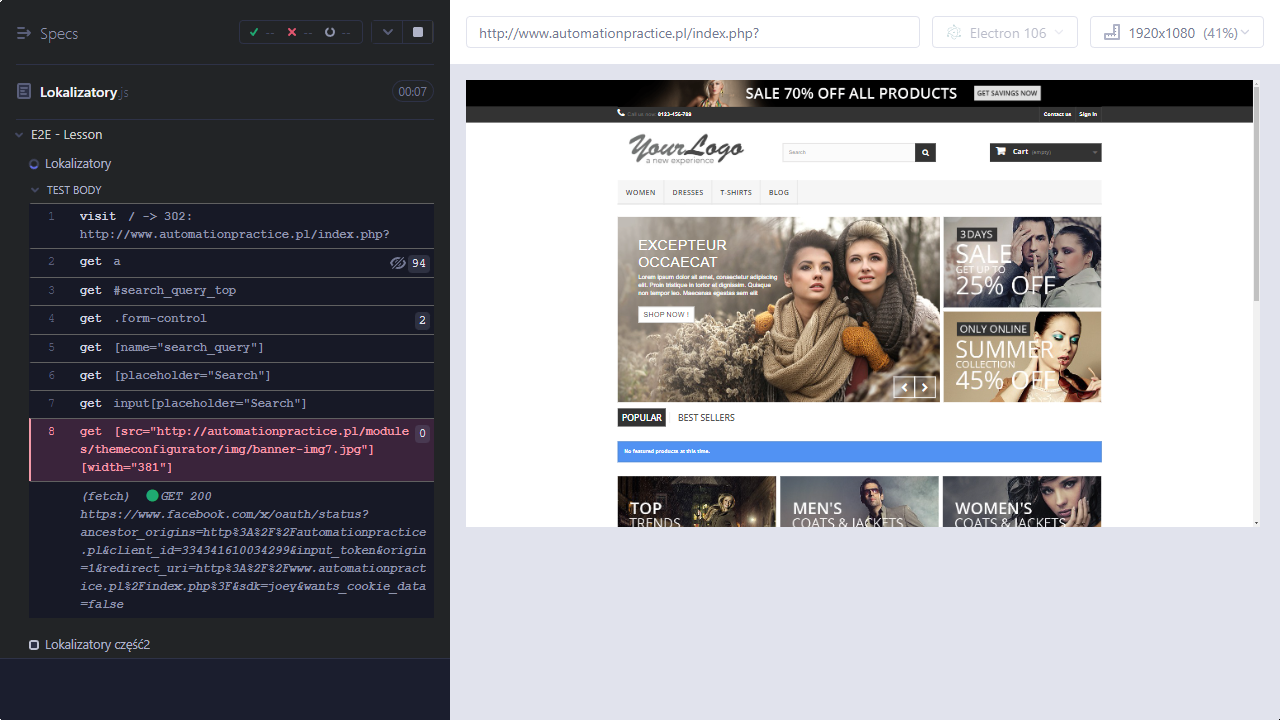 Specs
--
--
--
Lokalizatory.js
00:07
E2E - Lesson
Lokalizatory
TEST BODY
1 visit / -> 302:
http://www.automationpractice.pl/index.php?
2 get a 94
3 get #search_query_top
4 get .form-control 2
5 get [name="search_query"]
6 get [placeholder="Search"]
7 get input[placeholder="Search"]
8 get [src="http://automationpractice.pl/module
s/themeconfigurator/img/banner-img7.jpg"]
[width="381"] 0
(fetch) GET 200
https://www.facebook.com/x/oauth/status?
ancestor_origins=http%3A%2F%2Fautomationpractice
.pl&client_id=334341610034299&input_token&origin
=1&redirect_uri=http%3A%2F%2Fwww.automationpract
ice.pl%2Findex.php%3F&sdk=joey&wants_cookie_data
=false
Lokalizatory część2
http://www.automationpractice.pl/index.php?
Electron 106
1920x1080 (41%)
SALE 70% OFF ALL PRODUCTS
GET SAVINGS NOW
Call us now: 0123-456-789
Contact us
Sign in
YourLogo
a new experience
Search
Cart (empty)
WOMEN
DRESSES
T-SHIRTS
BLOG
EXCEPTEUR
OCCAECAT
Lorem ipsum dolor sit amet, consectetur adipiscing
elit. Proin tristique in tortor et dignissim. Quisque
non tempor leo. Maecenas egestas sem elit
SHOP NOW !
3 DAYS
SALE
GET UP TO
25% OFF
ONLY ONLINE
SUMMER
COLLECTION
45% OFF
POPULAR
BEST SELLERS
No featured products at this time.
TOP
TRENDS
MEN'S
COATS & JACKETS
WOMEN'S
COATS & JACKETS